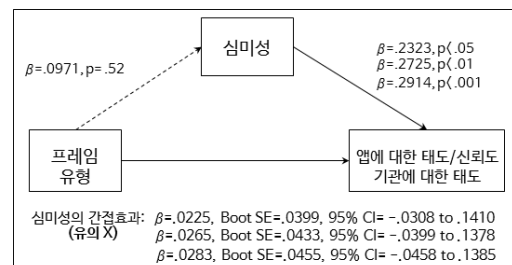 심미성
β=.0971, p=.52
β=.2323, p⟨.05
β=.2725, p⟨.01
β=.2914, p⟨.001
프레임
유형
앱에 대한 태도/신뢰도
기관에 대한 태도
심미성의 간접효과: β=.0225, Boot SE=.0399, 95% CI= -.0308 to .1410
(유의 X) β=.0265, Boot SE=.0433, 95% CI= -.0399 to .1378
β=.0283, Boot SE=.0455, 95% CI= -.0458 to .1385